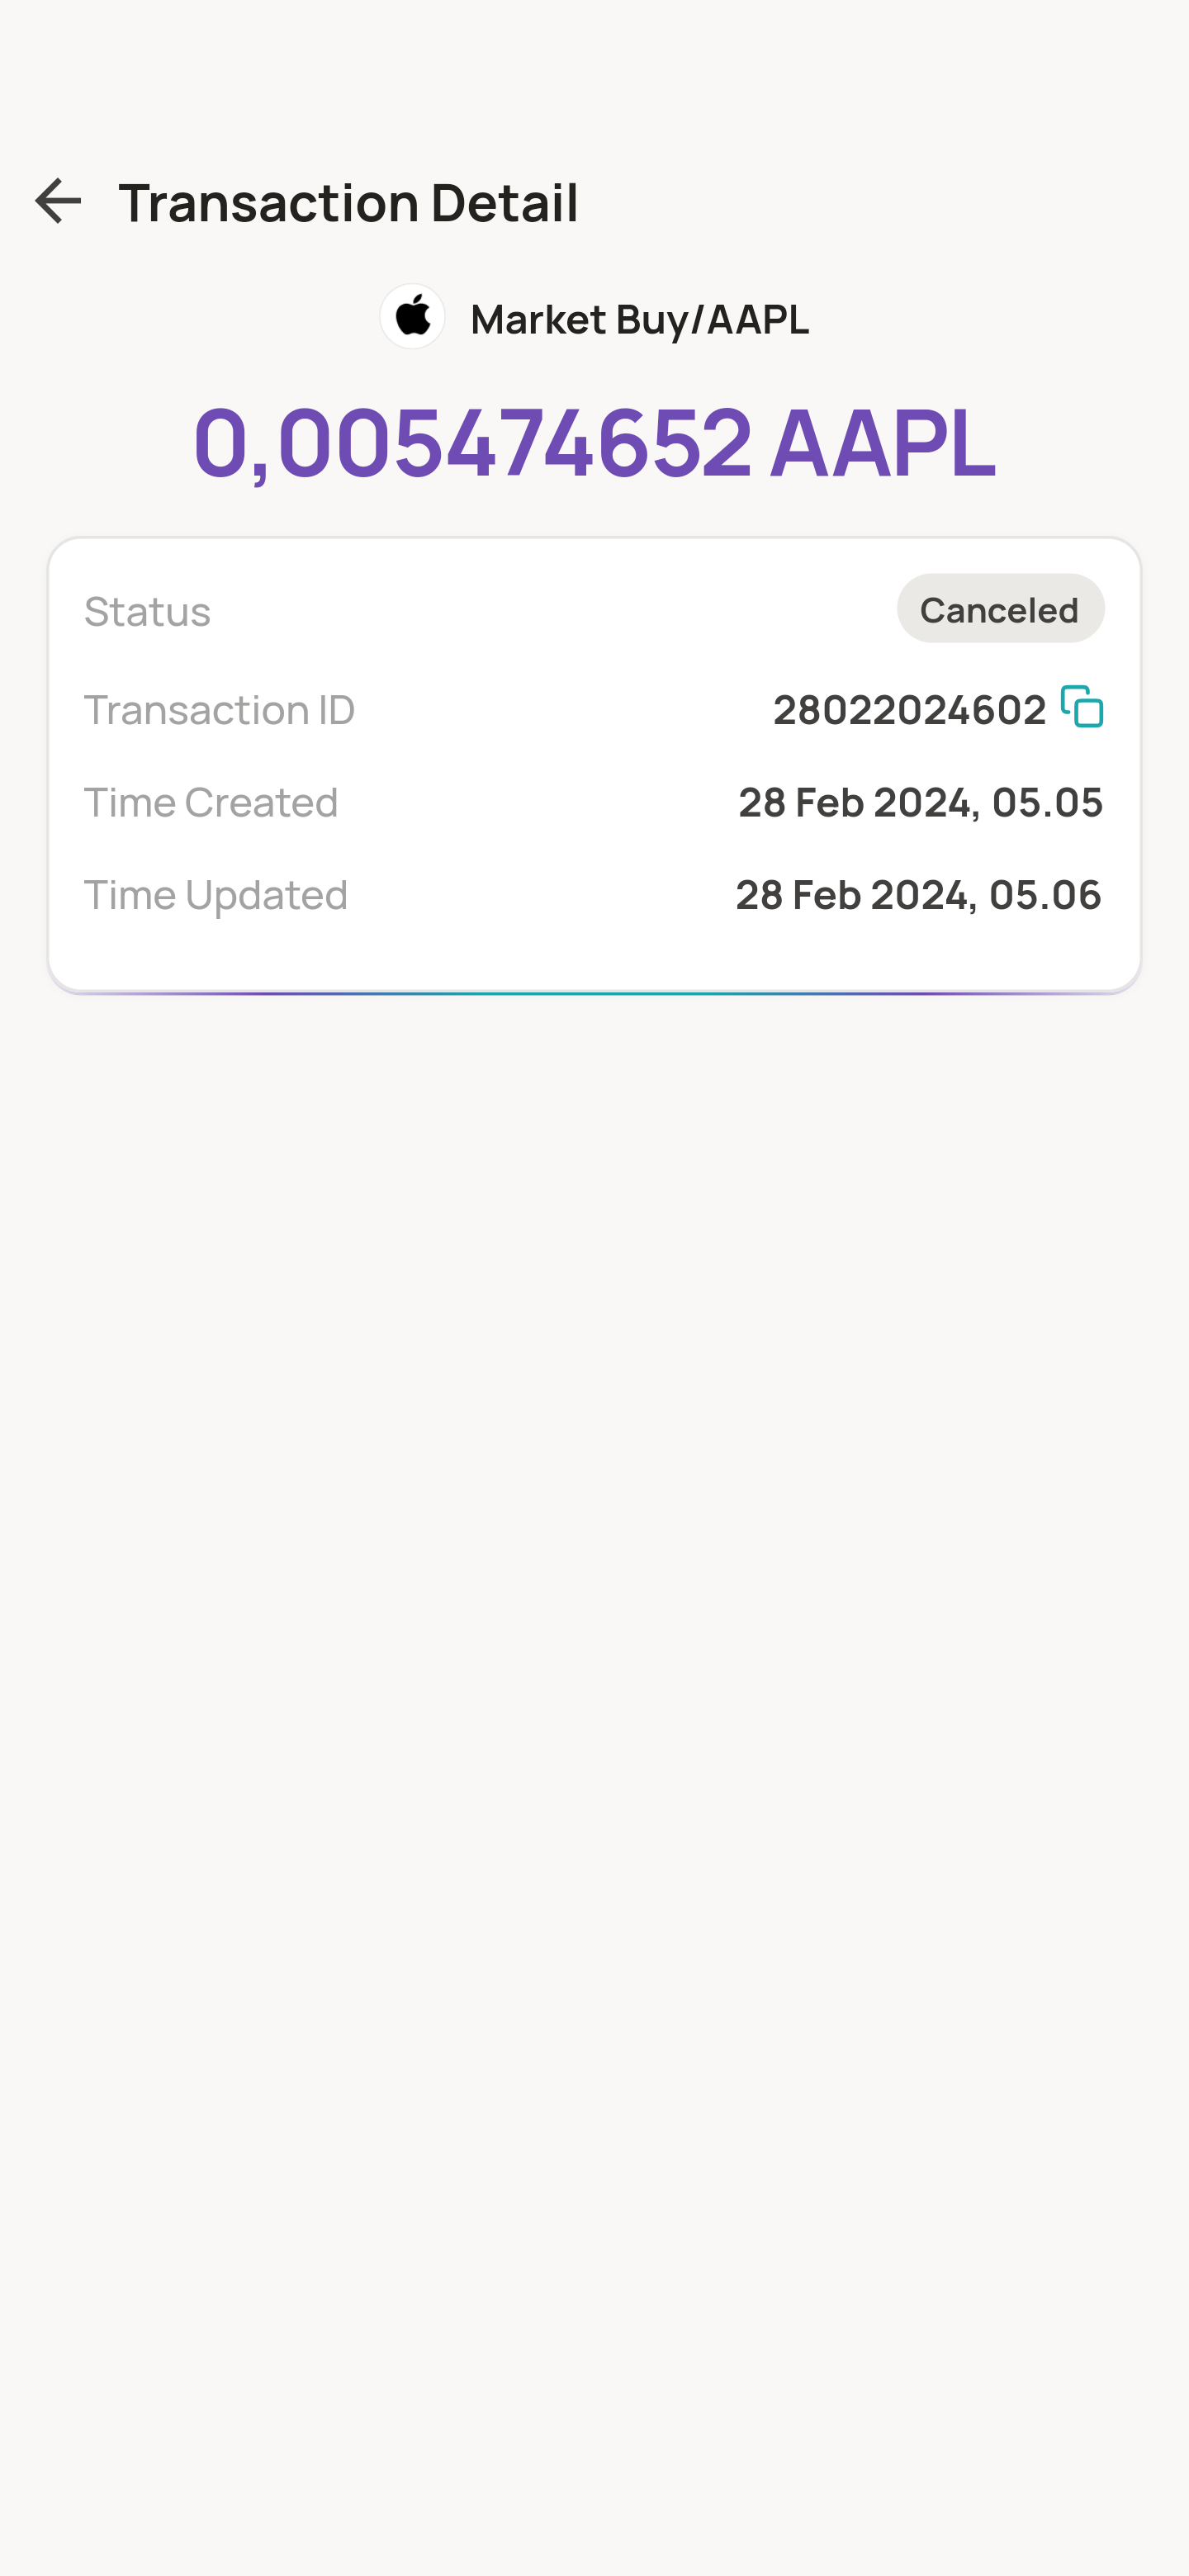 Transaction Detail
Market Buy/AAPL
0,005474652 AAPL
Status Canceled
Transaction ID 28022024602
Time Created 28 Feb 2024, 05.05
Time Updated 28 Feb 2024, 05.06